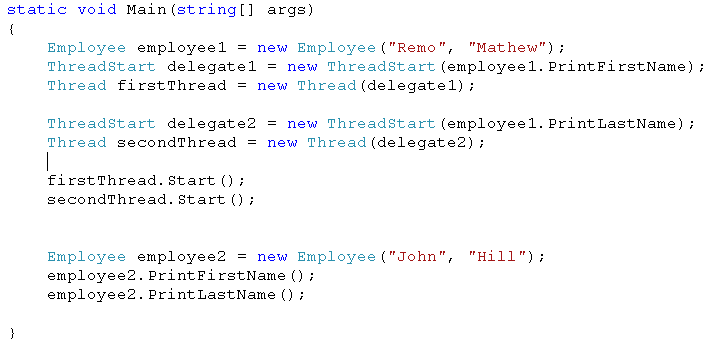 static void Main(string[] args)
{
Employee employee1 = new Employee("Remo", "Mathew");
ThreadStart delegate1 = new ThreadStart(employee1.PrintFirstName);
Thread firstThread = new Thread(delegate1);
ThreadStart delegate2 = new ThreadStart(employee1.PrintLastName);
Thread secondThread = new Thread(delegate2);
firstThread.Start();
secondThread.Start();
Employee employee2 = new Employee("John", "Hill");
employee2.PrintFirstName();
employee2.PrintLastName();
}